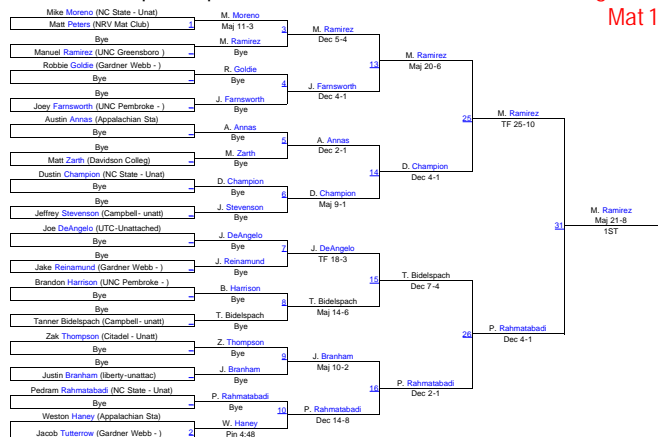 Mat 1
Mike Moreno (NC State - Unat)
Matt Peters (NRV Mat Club)
Bye
Manuel Ramirez (UNC Greensboro )
Robbie Goldie (Gardner Webb - )
Bye
Bye
Joey Farnsworth (UNC Pembroke - )
Austin Annas (Appalachian Sta)
Bye
Bye
Matt Zarth (Davidson Colleg)
Dustin Champion (NC State - Unat)
Bye
Bye
Jeffrey Stevenson (Campbell- unatt)
Joe DeAngelo (UTC-Unattached)
Bye
Bye
Jake Reinamund (Gardner Webb - )
Brandon Harrison (UNC Pembroke - )
Bye
Bye
Tanner Bidelspach (Campbell- unatt)
Zak Thompson (Citadel - Unatt)
Bye
Bye
Justin Branham (liberty-unattac)
Pedram Rahmatabadi (NC State - Unat)
Bye
Weston Haney (Appalachian Sta)
Jacob Tutterrow (Gardner Webb - )
1
2
M. Moreno
Maj 11-3
M. Ramirez
Bye
R. Goldie
Bye
J. Farnsworth
Bye
A. Annas
Bye
M. Zarth
Bye
D. Champion
Bye
J. Stevenson
Bye
J. DeAngelo
Bye
J. Reinamund
Bye
B. Harrison
Bye
T. Bidelspach
Bye
Z. Thompson
Bye
J. Branham
Bye
P. Rahmatabadi
Bye
W. Haney
Pin 4:48
3
4
5
6
7
8
9
10
M. Ramirez
Dec 5-4
J. Farnsworth
Dec 4-1
A. Annas
Dec 2-1
D. Champion
Maj 9-1
J. DeAngelo
TF 18-3
T. Bidelspach
Maj 14-6
J. Branham
Maj 10-2
P. Rahmatabadi
Dec 14-8
13
14
15
16
M. Ramirez
Maj 20-6
D. Champion
Dec 4-1
T. Bidelspach
Dec 7-4
P. Rahmatabadi
Dec 2-1
25
26
M. Ramirez
TF 25-10
P. Rahmatabadi
Dec 4-1
31
M. Ramirez
Maj 21-8
1ST